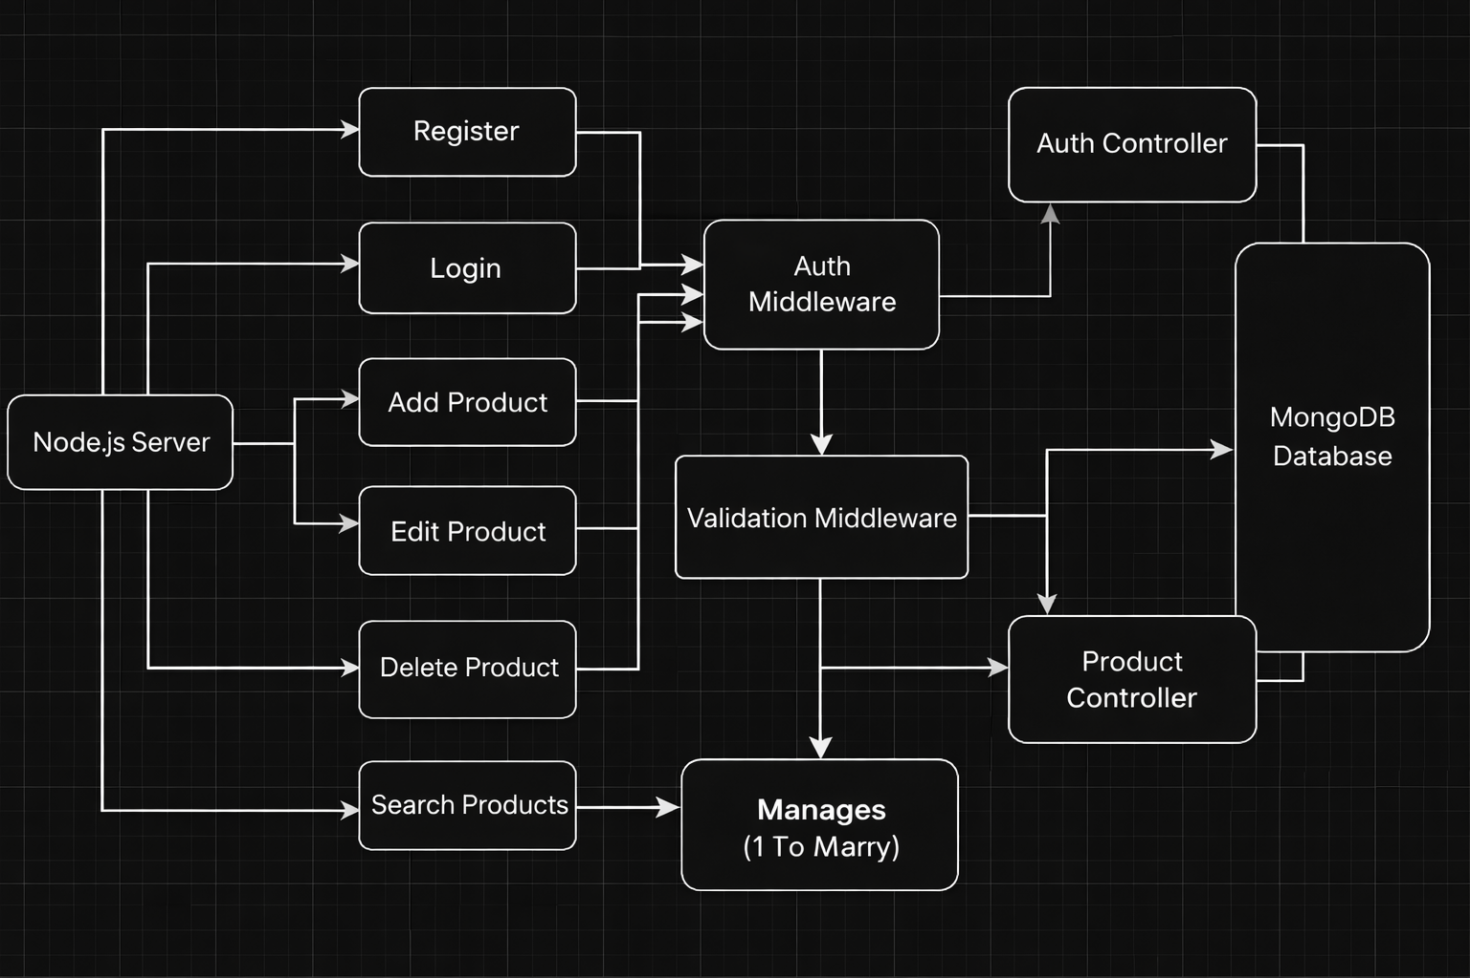 Register
Auth Controller
Login
Auth
Middleware
Add Product
Node.js Server
MongoDB
Database
Edit Product
Validation Middleware
Delete Product
Product
Controller
Search Products
Manages
(1 To Marry)